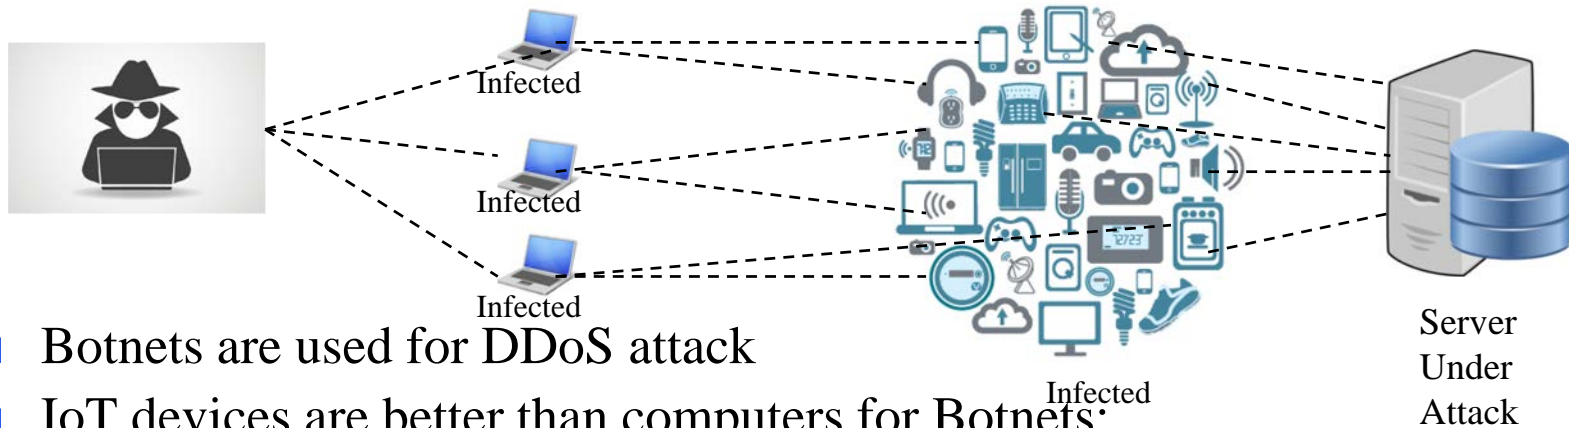 Infected
Infected
Infected
Botnets are used for DDoS attack
Infected
IoT devices are better than computers for Botnets:
Server
Under
Attack